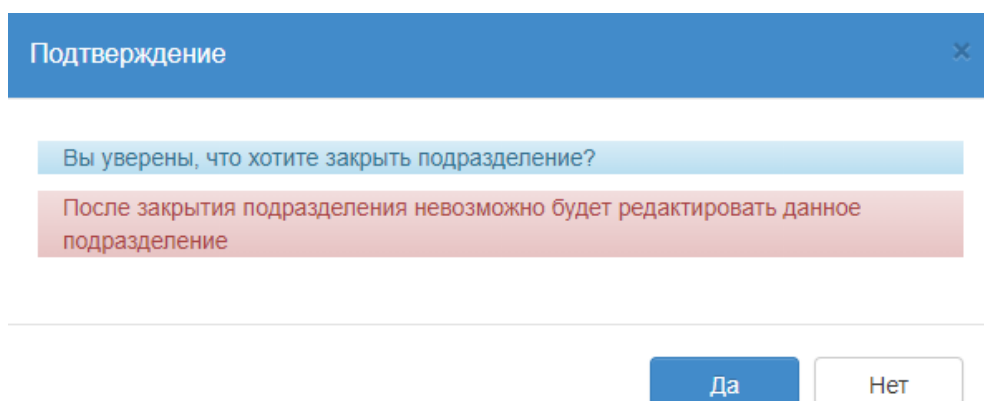 Подтверждение
Вы уверены, что хотите закрыть подразделение?
После закрытия подразделения невозможно будет редактировать данное
подразделение
Да
Нет